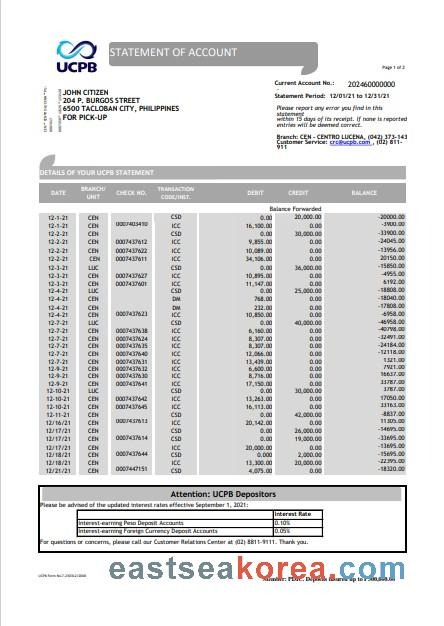 UCPB
STATEMENT OF ACCOUNT
Page 1 of 2
JOHN CITIZEN
204 P. BURGOS STREET
6500 TACLOBAN CITY, PHILIPPINES
FOR PICK-UP
Current Account No.: 202460000000
Statement Period: 12/01/21 to 12/31/21
Please report any error you find in this
statement
within 15 days of its receipt. If none is reported
entries will be deemed correct.
Branch: CEN - CENTRO LUCENA, (042) 373-143
Customer Service: crc@ucpb.com , (02) 811-
911
DETAILS OF YOUR UCPB STATEMENT
DATE BRANCH/UNIT CHECK NO. TRANSACTION CODE/INST. DEBIT CREDIT BALANCE
Balance Forwarded
12-1-21 CEN CSD 0.00 20,000.00 -20000.00
12-1-21 CEN 0007403410 ICC 16,100.00 0.00 -3900.00
12-2-21 CEN CSD 0.00 30,000.00 -33900.00
12-2-21 CEN 0007437612 ICC 9,855.00 0.00 -24045.00
12-2-21 CEN 0007437622 ICC 10,089.00 0.00 -13956.00
12-2-21 CEN 0007437611 ICC 34,106.00 0.00 20150.00
12-3-21 LUC CSD 0.00 36,000.00 -15850.00
12-3-21 CEN 0007437627 ICC 10,895.00 0.00 -4955.00
12-3-21 CEN 0007437601 ICC 11,147.00 0.00 6192.00
12-4-21 LUC CSD 0.00 25,000.00 -18808.00
12-4-21 CEN DM 768.00 0.00 -18040.00
12-4-21 CEN DM 232.00 0.00 -17808.00
12-4-21 CEN 0007437623 ICC 10,850.00 0.00 -6958.00
12-7-21 LUC CSD 0.00 40,000.00 -46958.00
12-7-21 CEN 0007437638 ICC 6,160.00 0.00 -40798.00
12-7-21 CEN 0007437624 ICC 8,307.00 0.00 -32491.00
12-7-21 CEN 0007437635 ICC 8,307.00 0.00 -24184.00
12-7-21 CEN 0007437640 ICC 12,066.00 0.00 -12118.00
12-7-21 CEN 0007437631 ICC 13,439.00 0.00 1321.00
12-9-21 CEN 0007437632 ICC 6,600.00 0.00 7921.00
12-9-21 CEN 0007437630 ICC 8,716.00 0.00 16637.00
12-9-21 CEN 0007437641 ICC 17,150.00 0.00 33787.00
12-10-21 LUC CSD 0.00 30,000.00 3787.00
12-10-21 CEN 0007437642 ICC 13,263.00 0.00 17050.00
12-10-21 CEN 0007437645 ICC 16,113.00 0.00 33163.00
12-11-21 CEN CSD 0.00 42,000.00 -8837.00
12/16/21 CEN 0007437613 ICC 20,142.00 0.00 11305.00
12/17/21 CEN CSD 0.00 26,000.00 -14695.00
12/17/21 CEN 0007437614 CSD 0.00 19,000.00 -33695.00
12/17/21 CEN ICC 20,000.00 0.00 -13695.00
12/18/21 CEN 0007437644 CSD 0.000 2,000.00 -15695.00
12/18/21 CEN ICC 13,300.00 20,000.00 -22395.00
12/21/21 CEN 0007447151 CSD 4,075.00 0.00 -18320.00
Attention: UCPB Depositors
Please be advised of the updated interest rates effective September 1, 2021:
Interest Rate
Interest-earning Peso Deposit Accounts 0.10%
Interest-earning Foreign Currency Deposit Accounts 0.05%
For questions or concerns, please call our Customer Relations Center at (02) 8811-9111. Thank you.
eastseakorea.com
Member: PDIC. Deposits insured up to